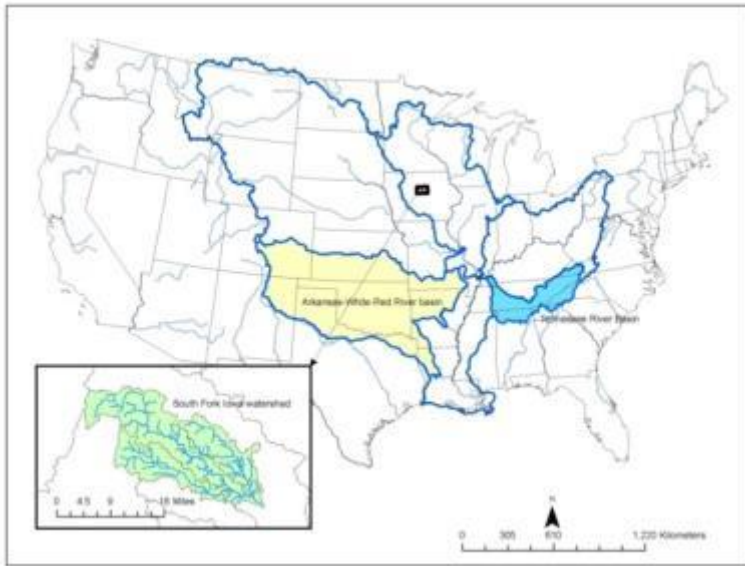 Arkansas-White-Red River basin
Tennessee River Basin
South Fork Iowa watershed
0 4.5 9 18 Miles
N
0 305 610 1,220 Kilometers